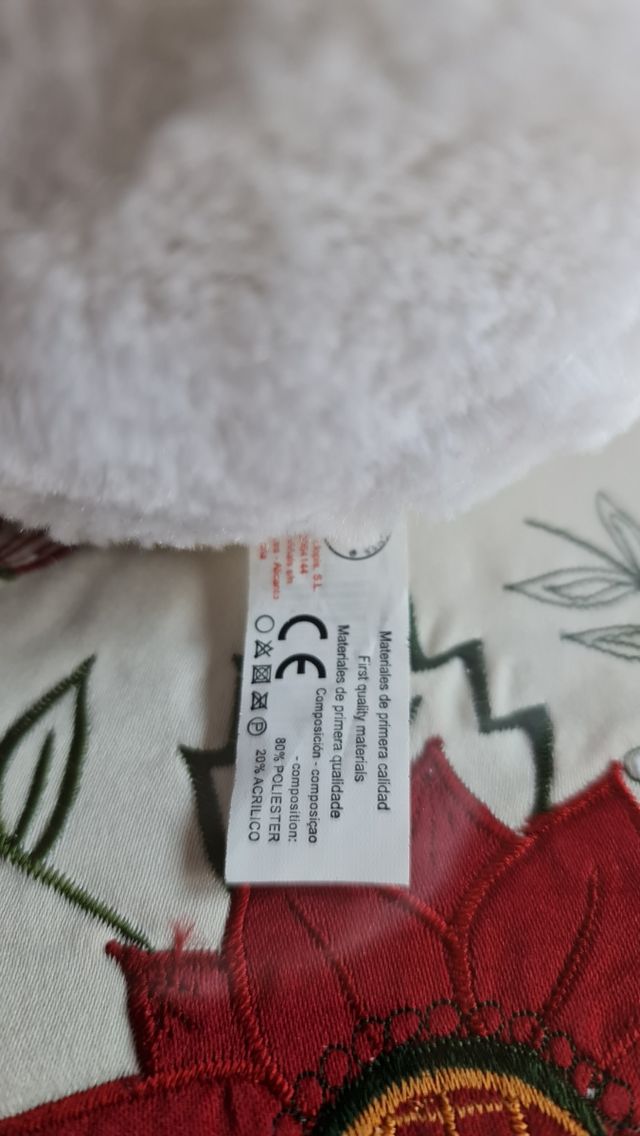 Materiales de primera calidad
First quality materials
Materiales de primera qualidade
CE
Composición - composiçao
- composition:
80% POLIESTER
20% ACRILICO
P
S.L.
Alicante